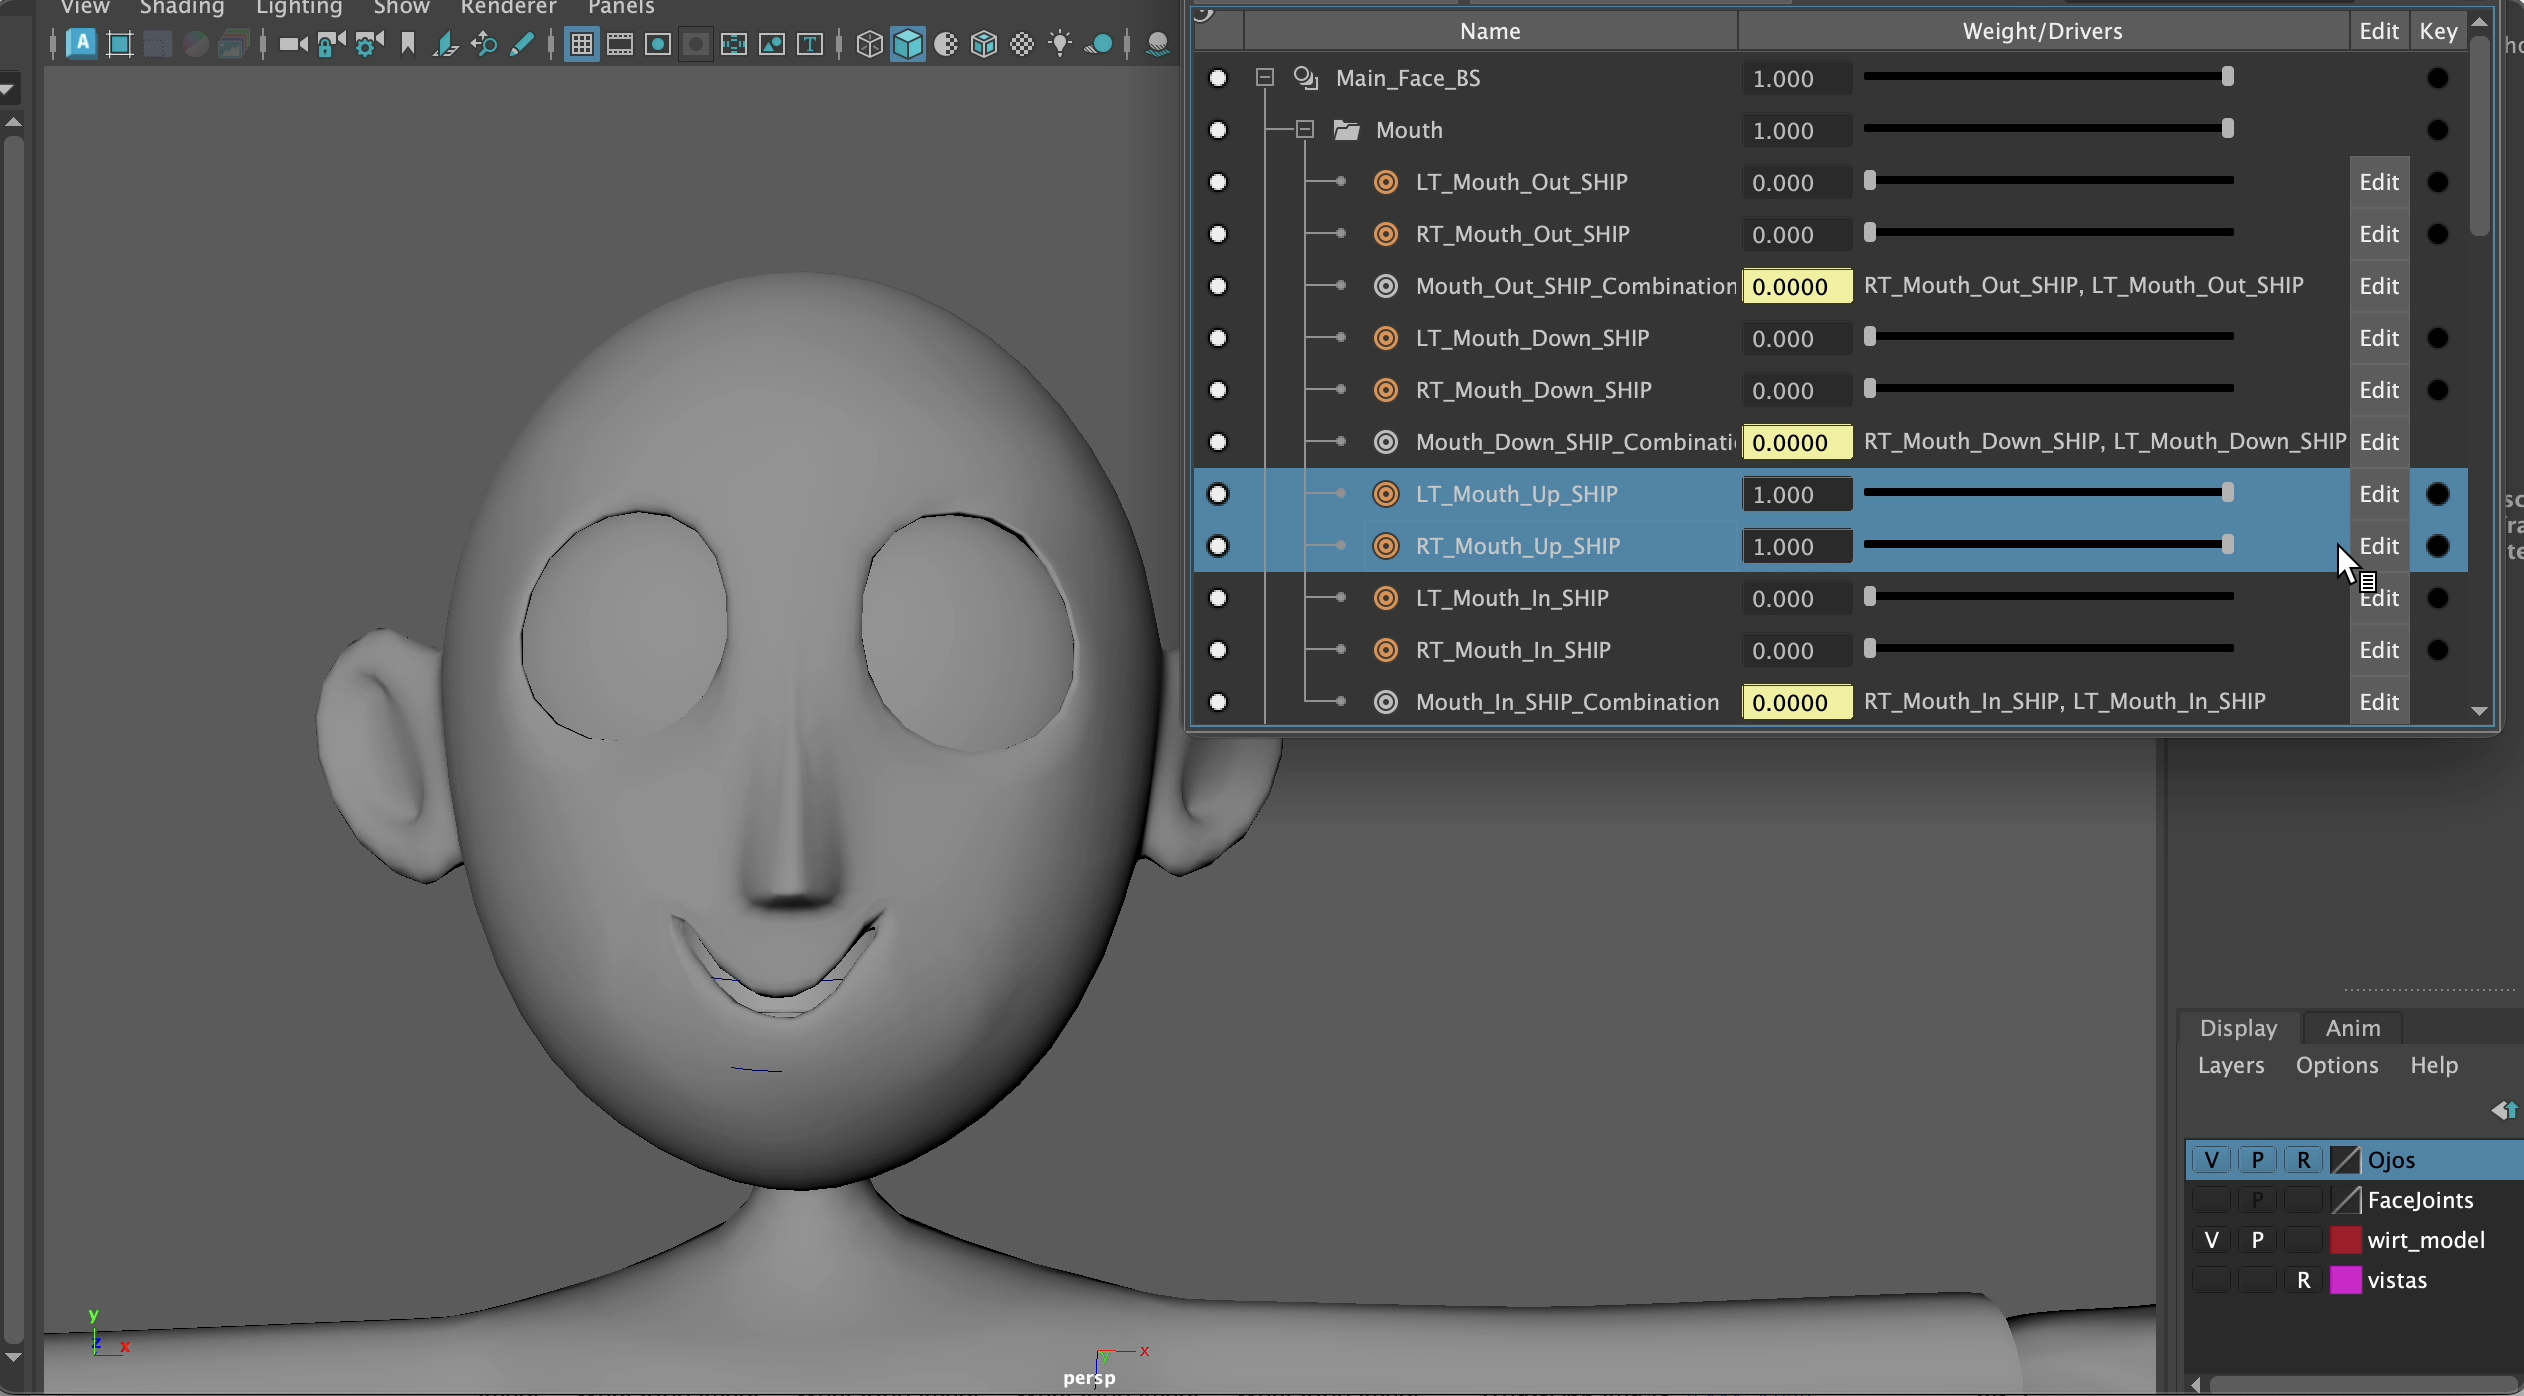 View Shading Lighting Show Renderer Panels
Name Weight/Drivers Edit Key
Main_Face_BS 1.000
Mouth 1.000
LT_Mouth_Out_SHIP 0.000 Edit
RT_Mouth_Out_SHIP 0.000 Edit
Mouth_Out_SHIP_Combination 0.0000 RT_Mouth_Out_SHIP, LT_Mouth_Out_SHIP Edit
LT_Mouth_Down_SHIP 0.000 Edit
RT_Mouth_Down_SHIP 0.000 Edit
Mouth_Down_SHIP_Combinati 0.0000 RT_Mouth_Down_SHIP, LT_Mouth_Down_SHIP Edit
LT_Mouth_Up_SHIP 1.000 Edit
RT_Mouth_Up_SHIP 1.000 Edit
LT_Mouth_In_SHIP 0.000 Edit
RT_Mouth_In_SHIP 0.000 Edit
Mouth_In_SHIP_Combination 0.0000 RT_Mouth_In_SHIP, LT_Mouth_In_SHIP Edit
Display Anim
Layers Options Help
V P R Ojos
P FaceJoints
V P wirt_model
R vistas
y
z x
y x
persp